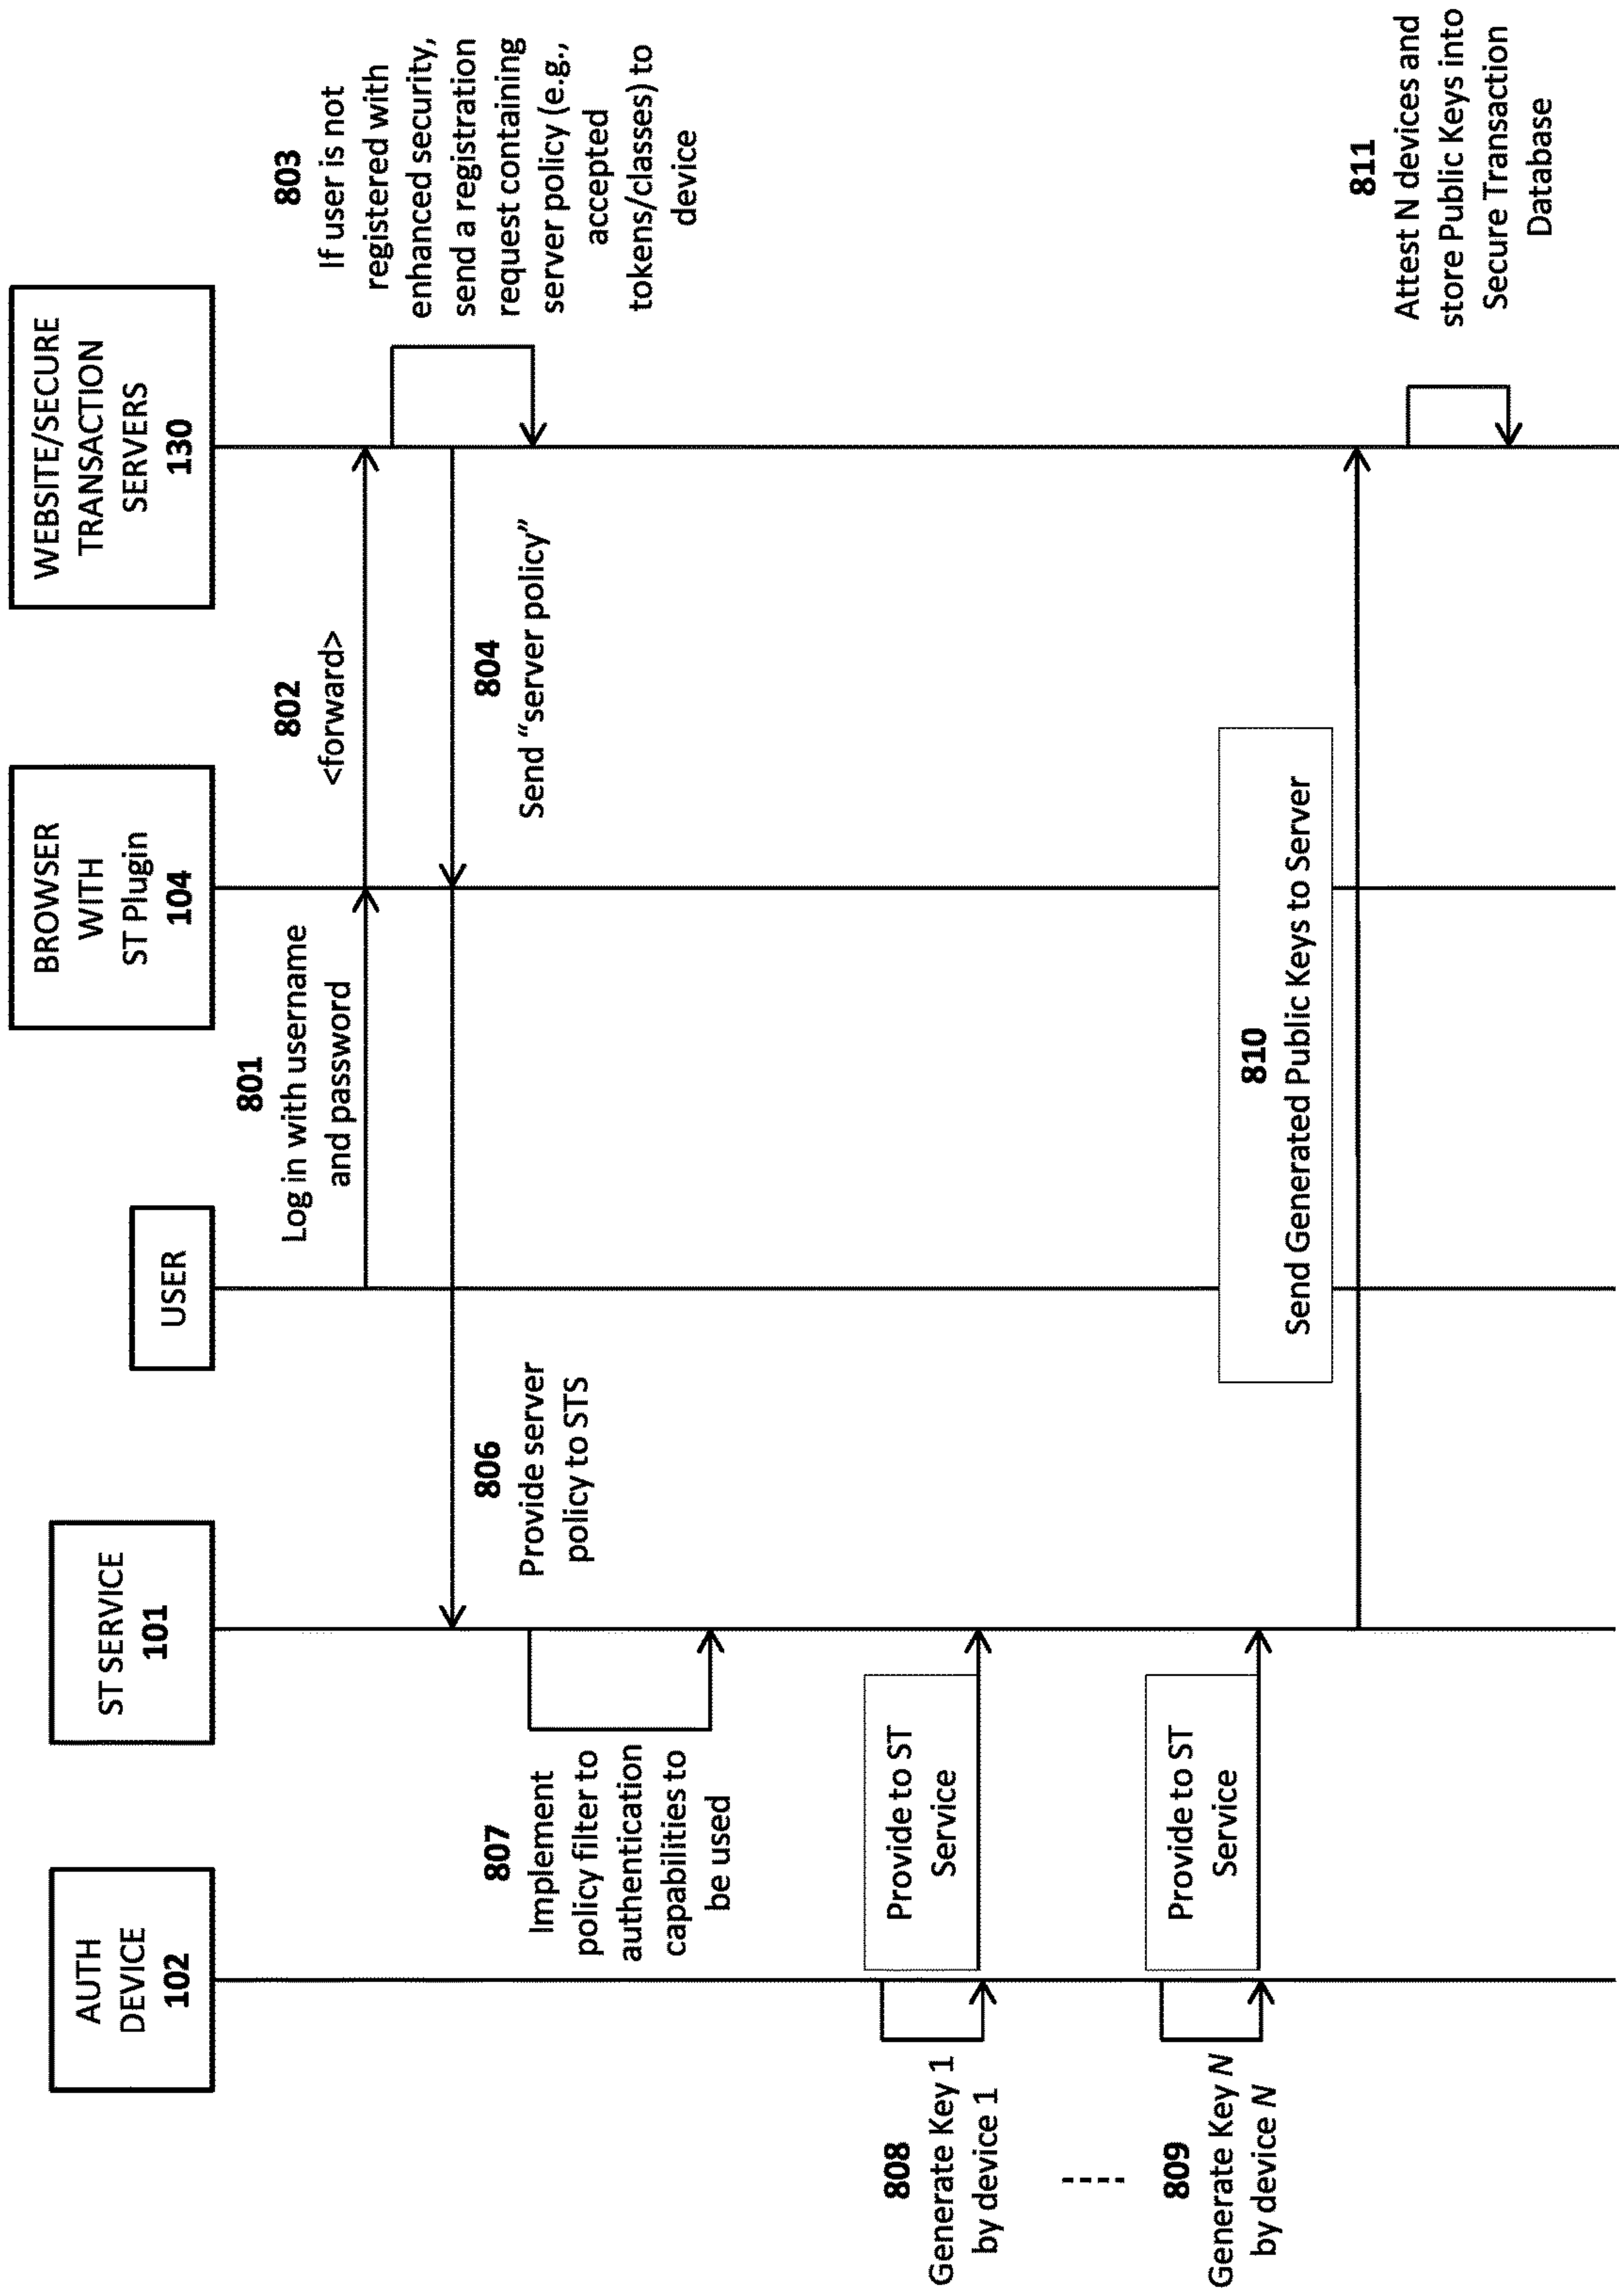 AUTH
DEVICE
102
ST SERVICE
101
USER
BROWSER
WITH
ST Plugin
104
WEBSITE/SECURE
TRANSACTION
SERVERS
130
801
Log in with username
and password
802
<forward>
803
If user is not
registered with
enhanced security,
send a registration
request containing
server policy (e.g.,
accepted
tokens/classes) to
device
804
Send “server policy”
806
Provide server
policy to STS
807
Implement
policy filter to
authentication
capabilities to
be used
808
Generate Key 1
by device 1
Provide to ST
Service
809
Generate Key N
by device N
Provide to ST
Service
810
Send Generated Public Keys to Server
811
Attest N devices and
store Public Keys into
Secure Transaction
Database